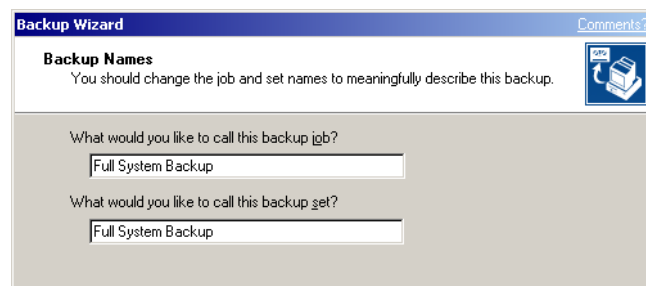 Backup Wizard Comments?
Backup Names
You should change the job and set names to meaningfully describe this backup.
What would you like to call this backup job?
Full System Backup
What would you like to call this backup set?
Full System Backup